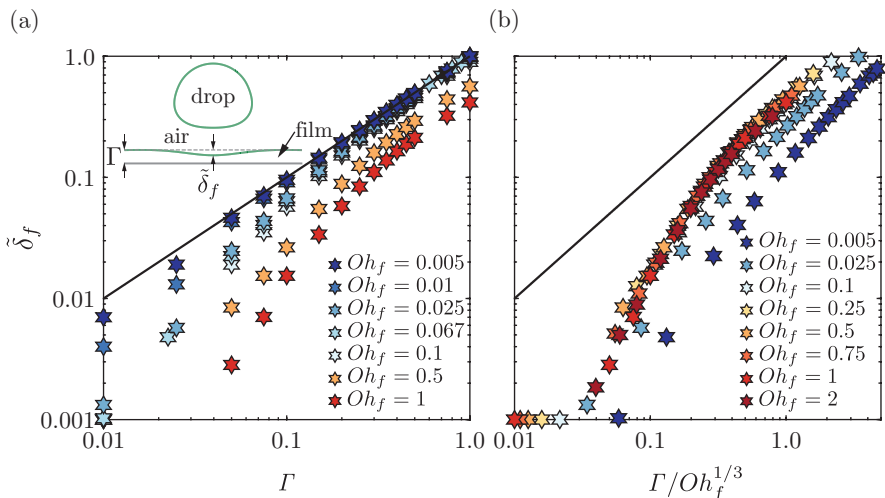 (a)
1.0
0.1
0.01
0.001
δ̃_f
drop
air
film
Γ
δ̃_f
Oh_f = 0.005
Oh_f = 0.01
Oh_f = 0.025
Oh_f = 0.067
Oh_f = 0.1
Oh_f = 0.5
Oh_f = 1
0.01
0.1
1.0
Γ
(b)
Oh_f = 0.005
Oh_f = 0.025
Oh_f = 0.1
Oh_f = 0.25
Oh_f = 0.5
Oh_f = 0.75
Oh_f = 1
Oh_f = 2
0.01
0.1
1.0
Γ/Oh_f^{1/3}